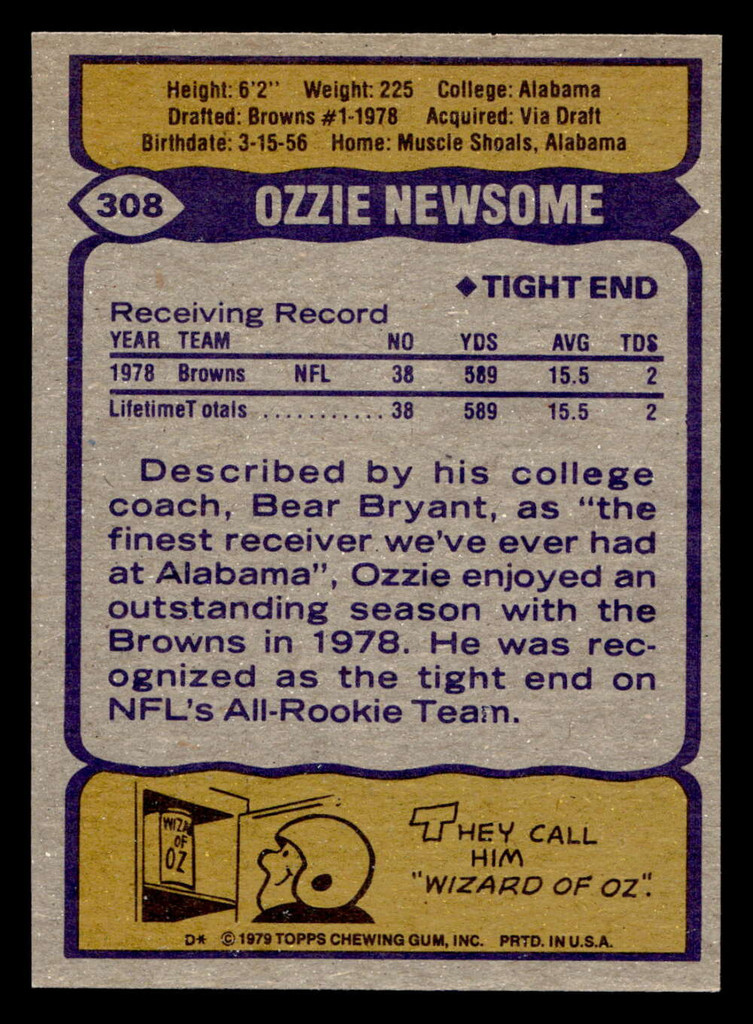 Height: 6'2" Weight: 225 College: Alabama
Drafted: Browns #1-1978 Acquired: Via Draft
Birthdate: 3-15-56 Home: Muscle Shoals, Alabama
308 OZZIE NEWSOME
◆TIGHT END
Receiving Record
YEAR TEAM NO YDS AVG TDS
1978 Browns NFL 38 589 15.5 2
LifetimeT otals ............ 38 589 15.5 2
Described by his college
coach, Bear Bryant, as "the
finest receiver we've ever had
at Alabama", Ozzie enjoyed an
outstanding season with the
Browns in 1978. He was rec-
ognized as the tight end on
NFL's All-Rookie Team.
WIZA
OF
OZ
THEY CALL
HIM
"WIZARD OF OZ".
D* © 1979 TOPPS CHEWING GUM, INC. PRTD. IN U.S.A.